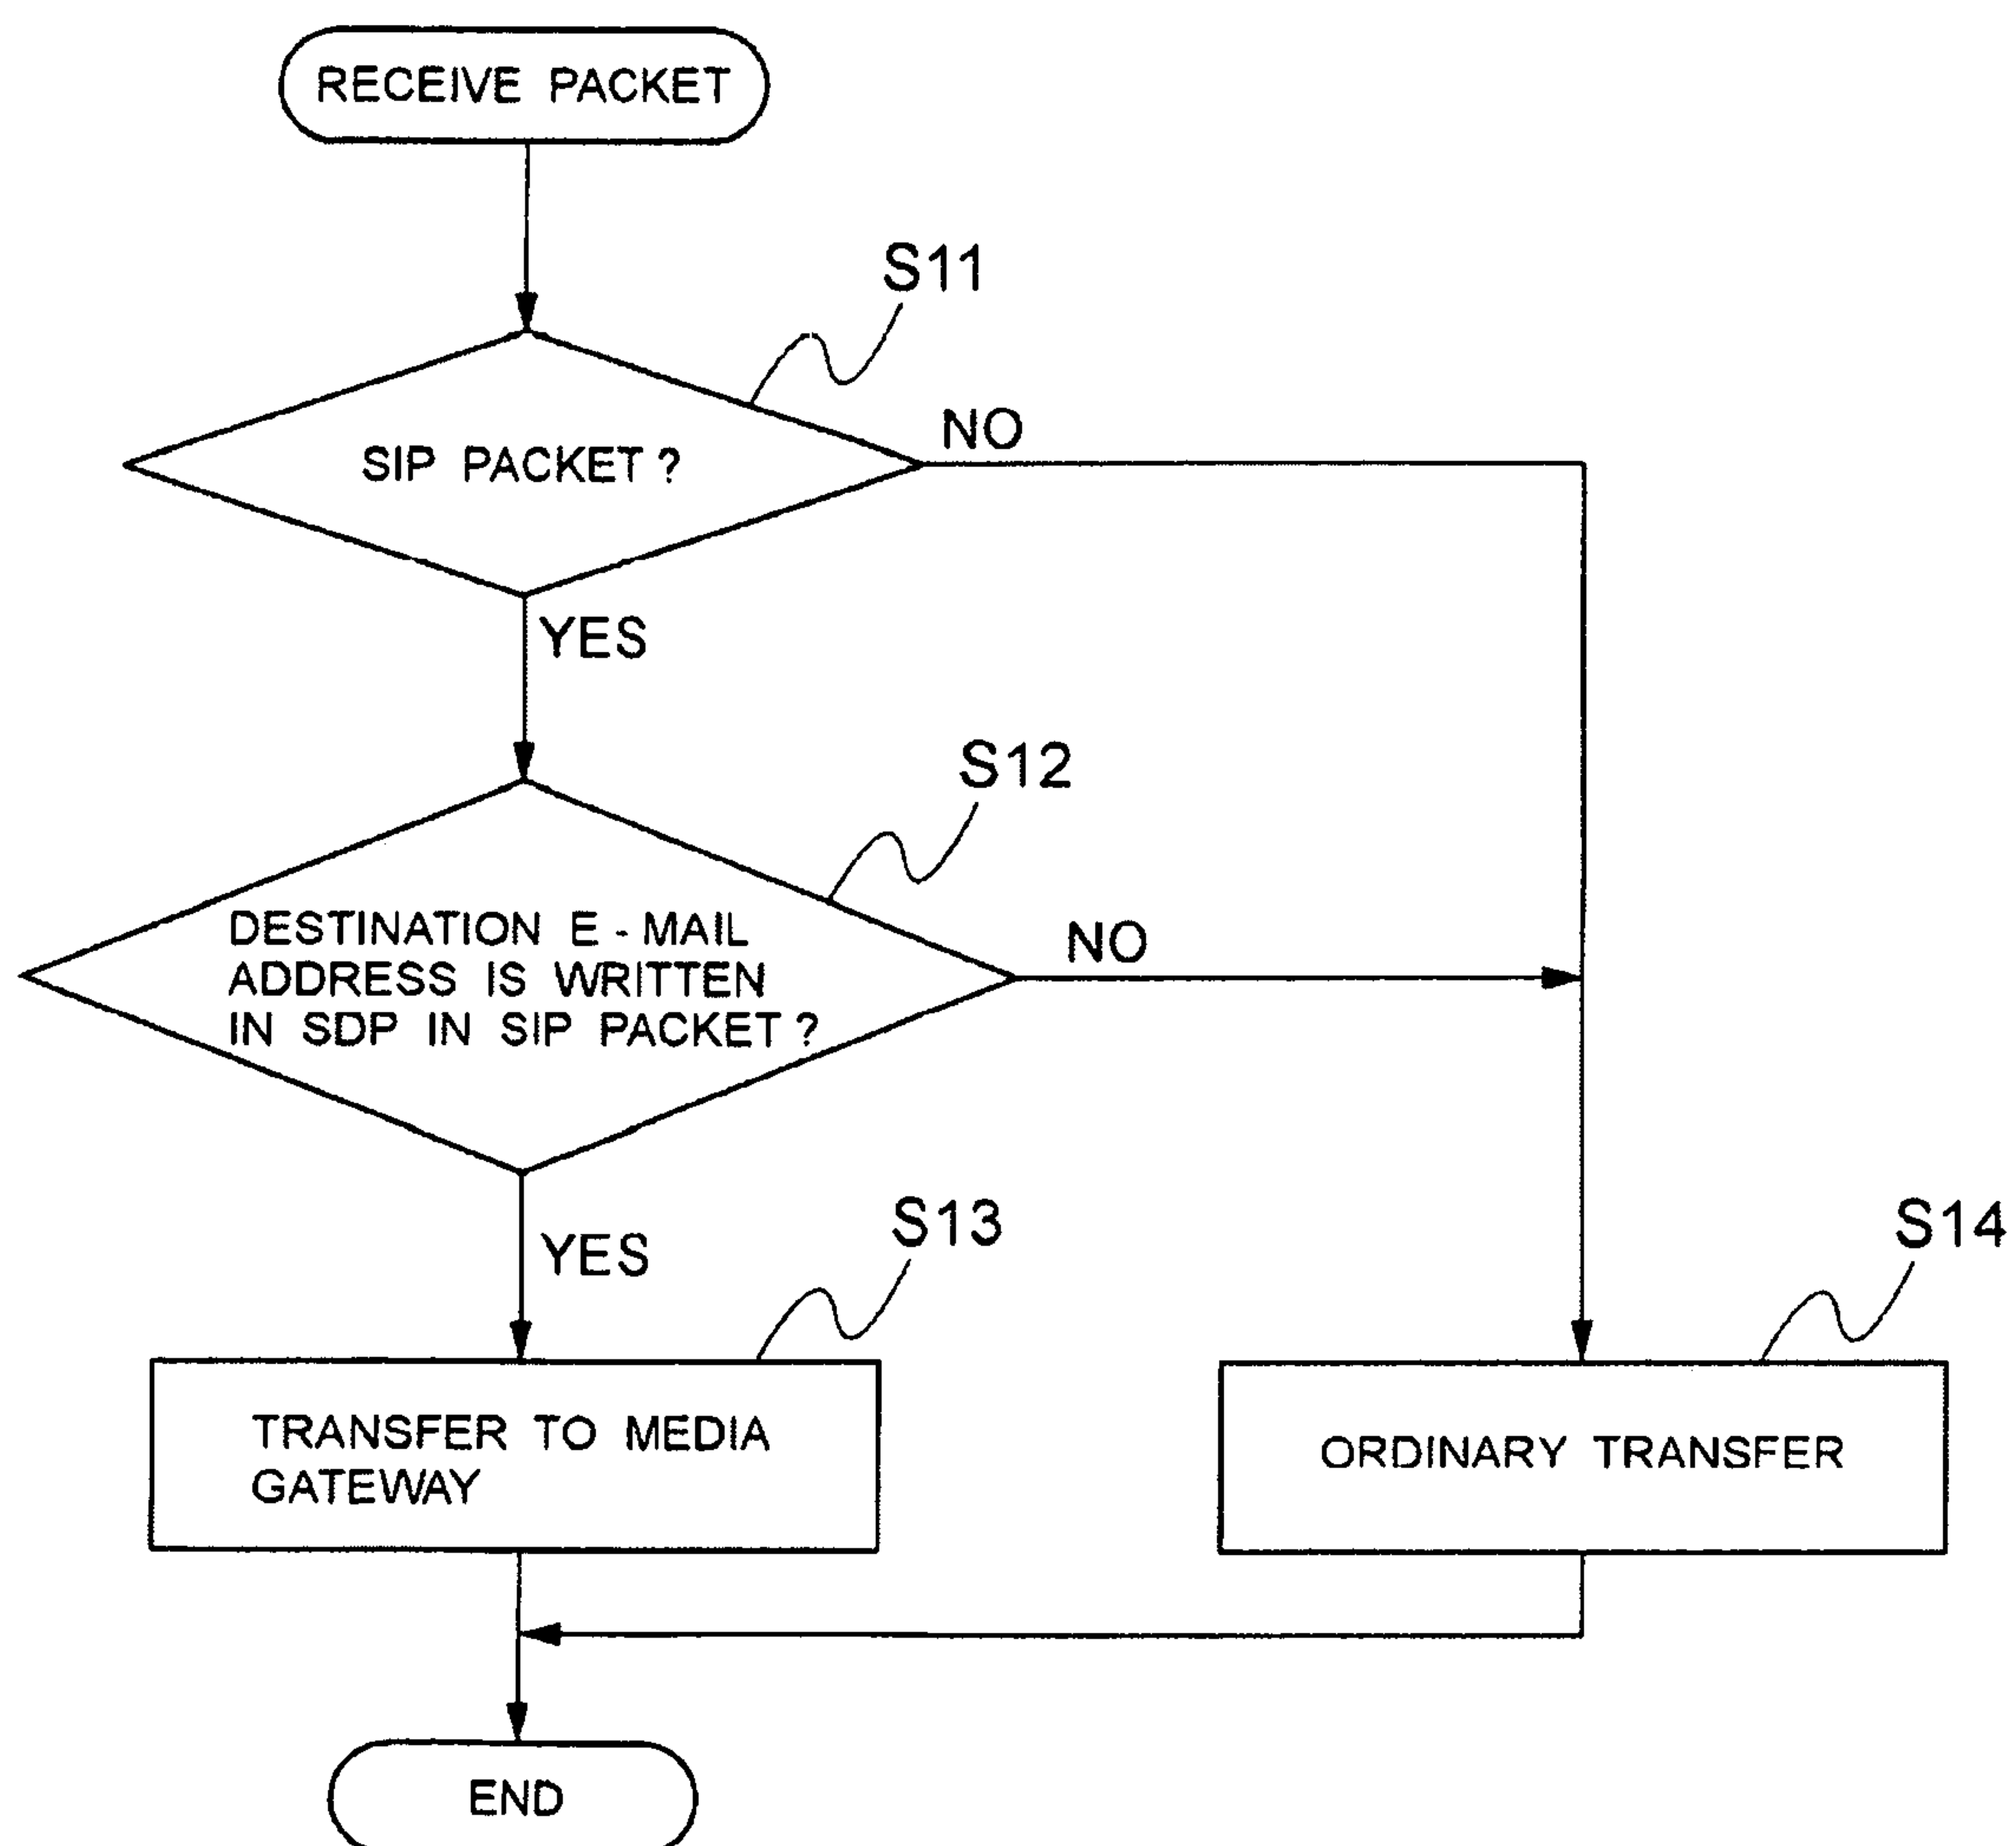 RECEIVE PACKET
S11
SIP PACKET ?
NO
YES
S12
DESTINATION E - MAIL
ADDRESS IS WRITTEN
IN SDP IN SIP PACKET ?
NO
YES
S13
S14
TRANSFER TO MEDIA
GATEWAY
ORDINARY TRANSFER
END